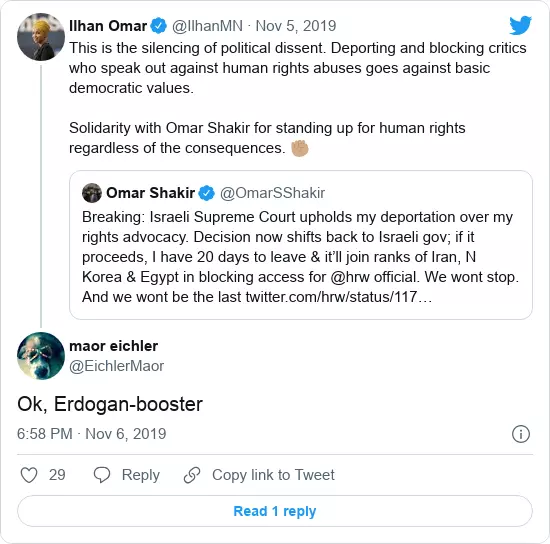 Ilhan Omar @IlhanMN · Nov 5, 2019
This is the silencing of political dissent. Deporting and blocking critics
who speak out against human rights abuses goes against basic
democratic values.
Solidarity with Omar Shakir for standing up for human rights
regardless of the consequences. ✊🏼
Omar Shakir @OmarSShakir
Breaking: Israeli Supreme Court upholds my deportation over my
rights advocacy. Decision now shifts back to Israeli gov; if it
proceeds, I have 20 days to leave & it'll join ranks of Iran, N
Korea & Egypt in blocking access for @hrw official. We wont stop.
And we wont be the last twitter.com/hrw/status/117…
maor eichler
@EichlerMaor
Ok, Erdogan-booster
6:58 PM · Nov 6, 2019
29 Reply Copy link to Tweet
Read 1 reply